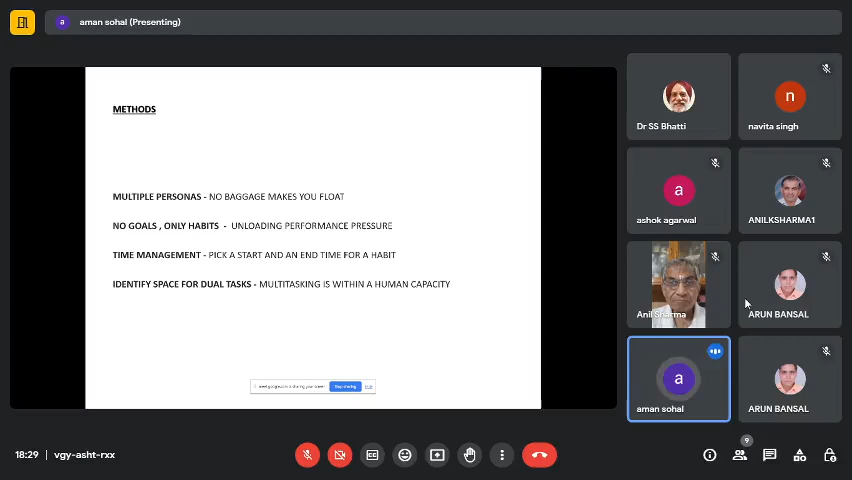 a aman sohal (Presenting)
METHODS
MULTIPLE PERSONAS - NO BAGGAGE MAKES YOU FLOAT
NO GOALS , ONLY HABITS - UNLOADING PERFORMANCE PRESSURE
TIME MANAGEMENT - PICK A START AND AN END TIME FOR A HABIT
IDENTIFY SPACE FOR DUAL TASKS - MULTITASKING IS WITHIN A HUMAN CAPACITY
Stop sharing
Dr SS Bhatti
n
navita singh
a
ashok agarwal
ANILKSHARMA1
Anil Sharma
ARUN BANSAL
a
aman sohal
ARUN BANSAL
18:29 | vgy-asht-rxx
9